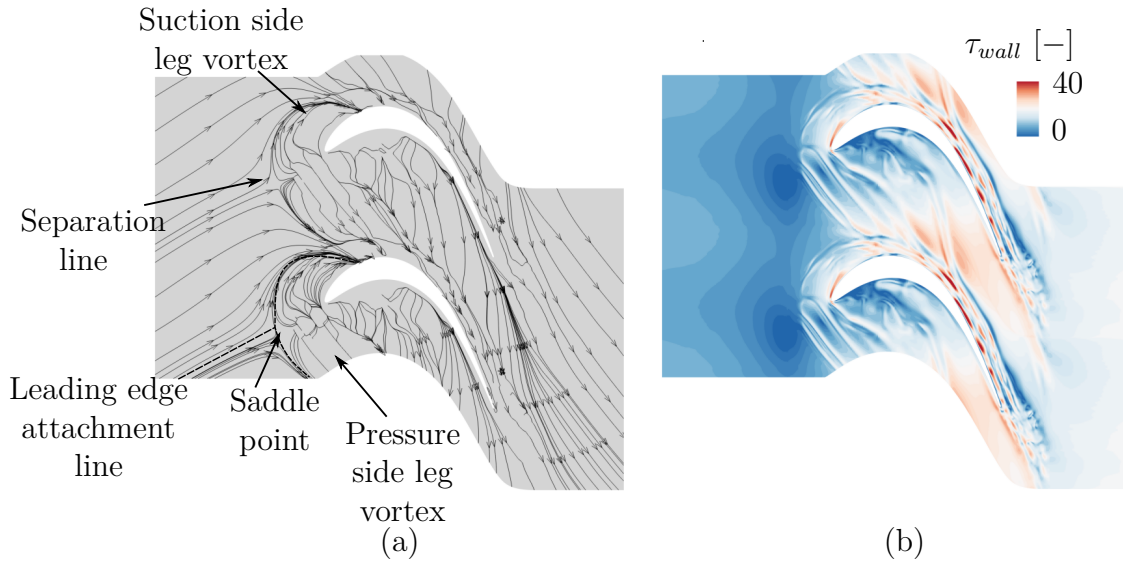 Suction side
leg vortex
Separation
line
Leading edge
attachment
line
Saddle
point
Pressure
side leg
vortex
(a)
τ_wall [−]
40
0
(b)